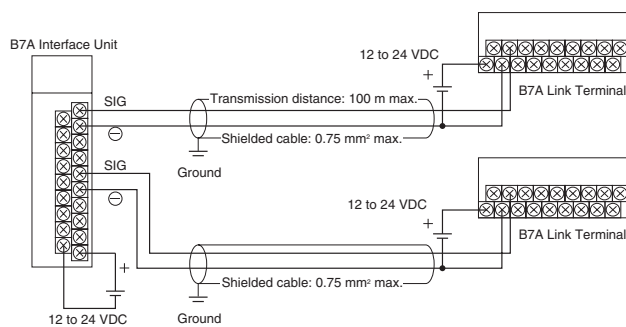 B7A Interface Unit
12 to 24 VDC
+
SIG
Transmission distance: 100 m max.
B7A Link Terminal
⊖
Shielded cable: 0.75 mm² max.
SIG
Ground
⊖
12 to 24 VDC
+
B7A Link Terminal
+
Shielded cable: 0.75 mm² max.
12 to 24 VDC
Ground